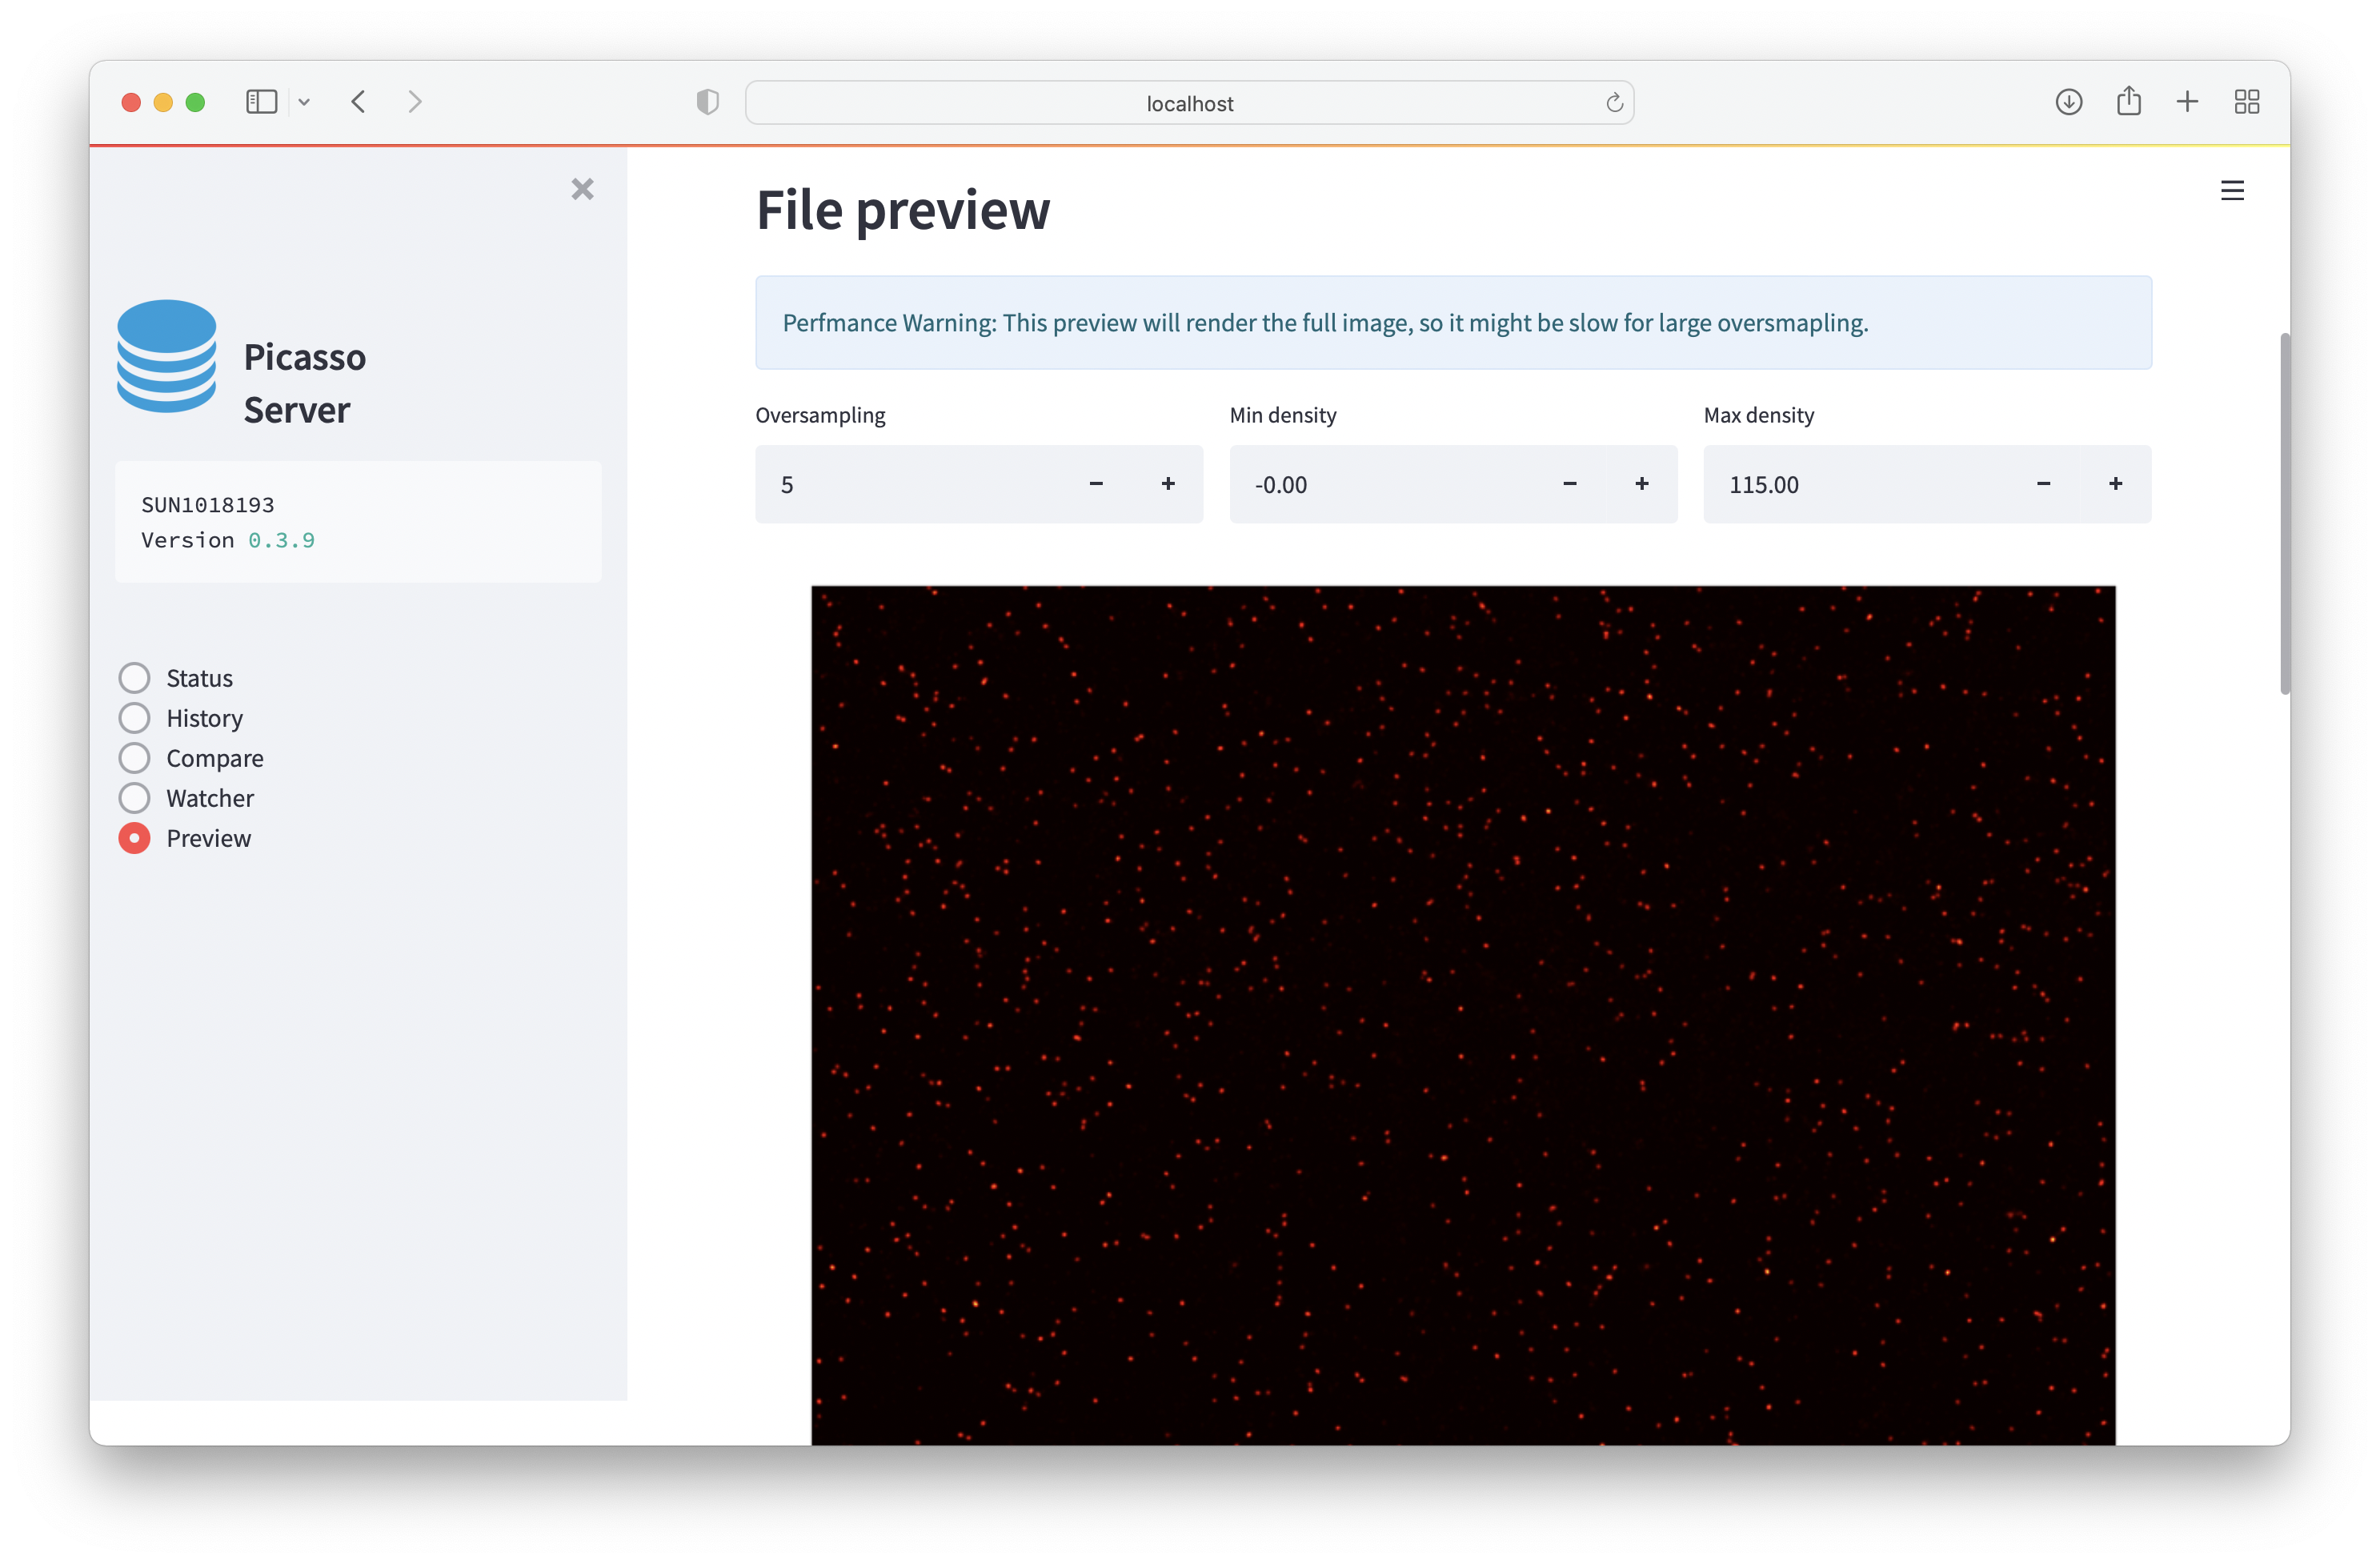 localhost
Picasso
Server
SUN1018193
Version 0.3.9
Status
History
Compare
Watcher
Preview
File preview
Perfmance Warning: This preview will render the full image, so it might be slow for large oversmapling.
Oversampling
Min density
Max density
5
-0.00
115.00